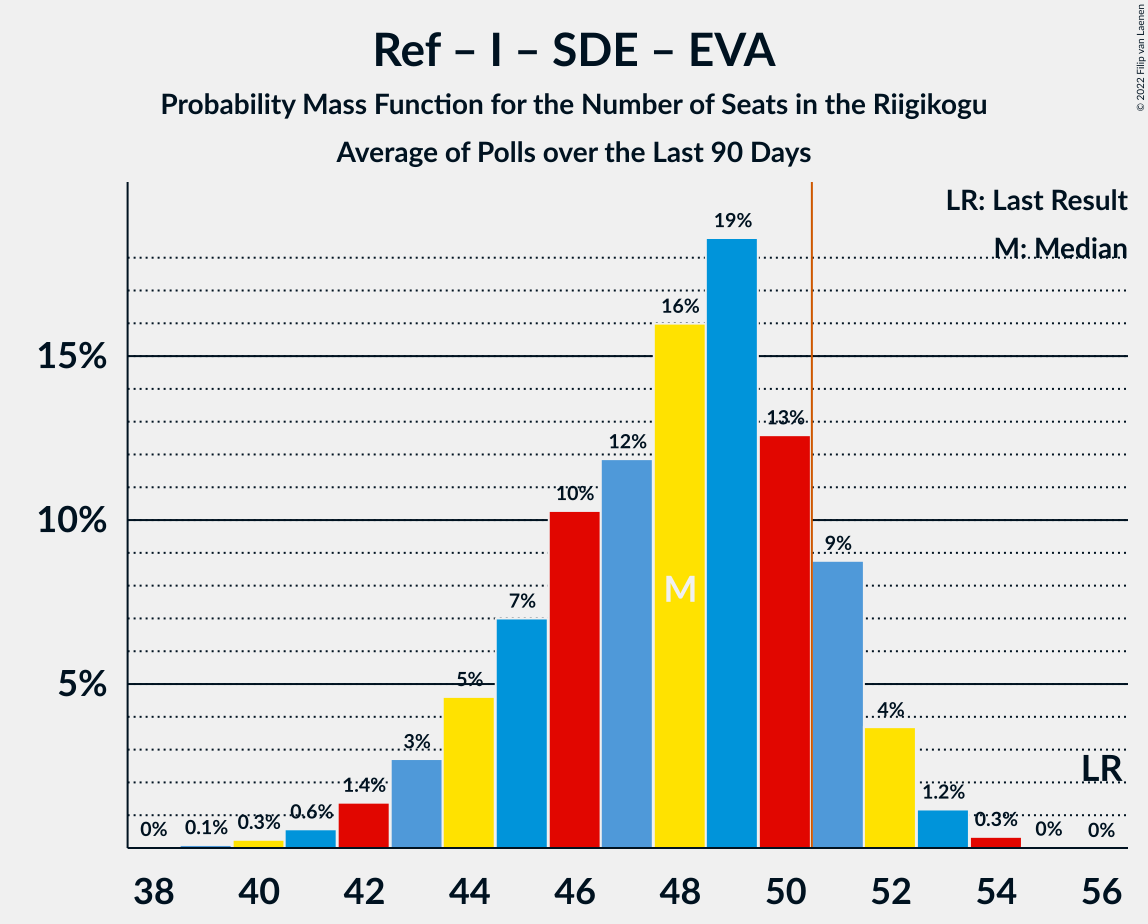 Ref – I – SDE – EVA
Probability Mass Function for the Number of Seats in the Riigikogu
Average of Polls over the Last 90 Days
© 2022 Filip van Laenen
LR: Last Result
M: Median
15%
10%
5%
0%
0.1%
0.3%
0.6%
1.4%
3%
5%
7%
10%
12%
16%
19%
13%
9%
4%
1.2%
0.3%
0%
0%
M
LR
38 40 42 44 46 48 50 52 54 56